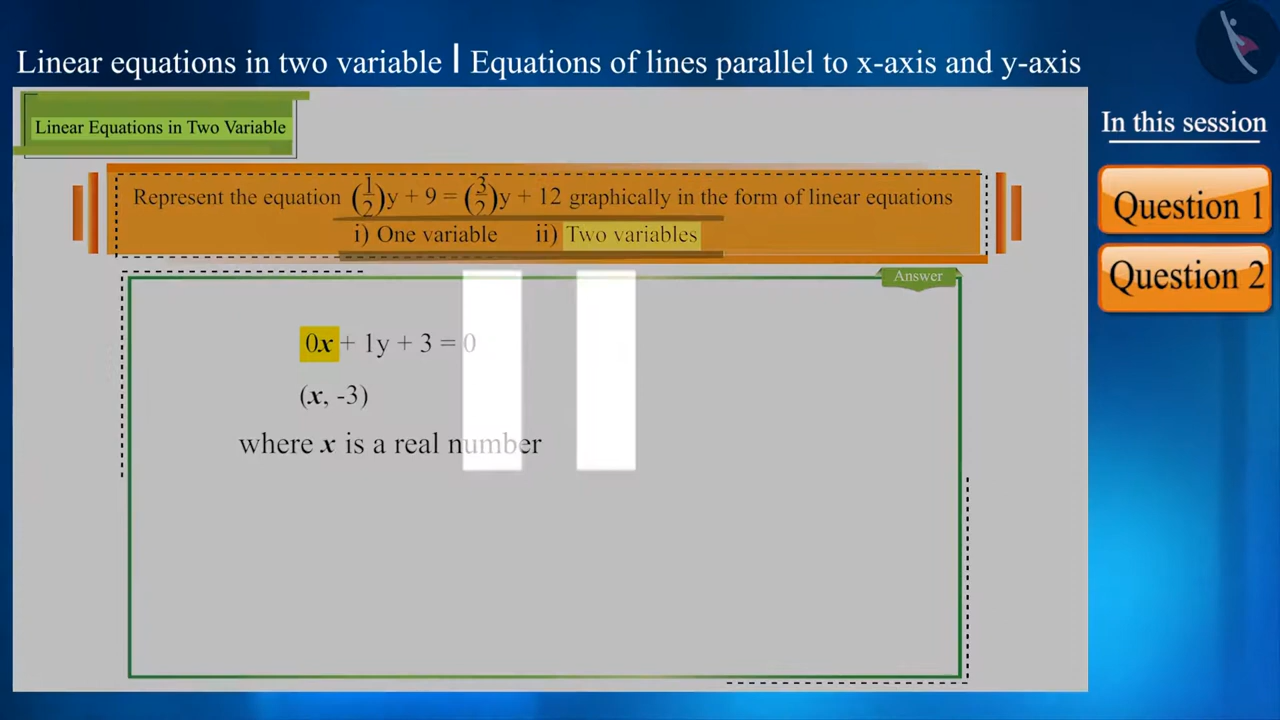 Linear equations in two variable | Equations of lines parallel to x-axis and y-axis
In this session
Linear Equations in Two Variable
Question 1
Represent the equation (1/2)y + 9 = (3/2)y + 12 graphically in the form of linear equations
i) One variable ii) Two variables
Question 2
Answer
0x + 1y + 3 = 0
(x, -3)
where x is a real number